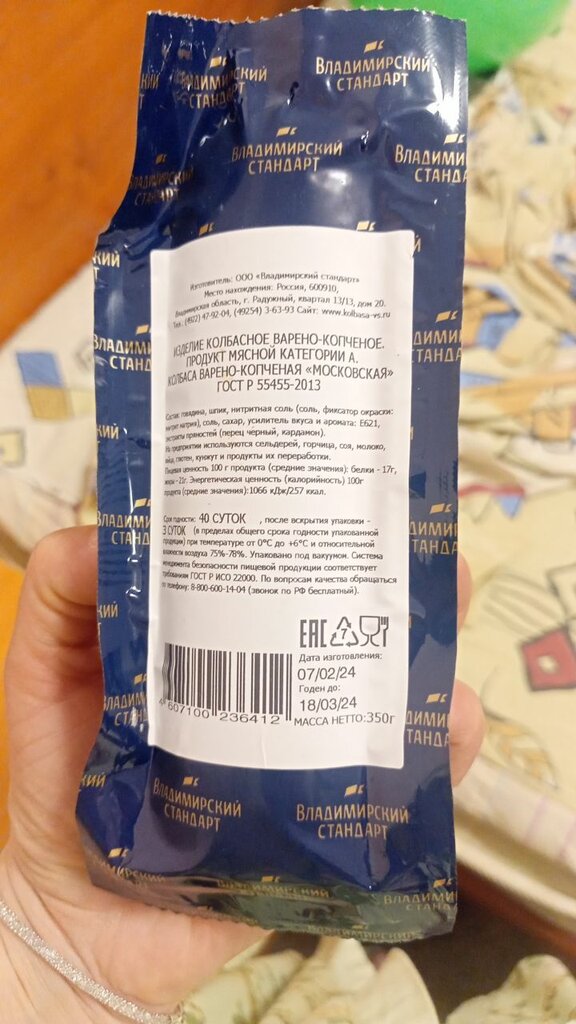 ВЛАДИМИРСКИЙ
СТАНДАРТ
ВЛАДИМИРСКИЙ
СТАНДАРТ
Изготовитель: ООО «Владимирский стандарт»
Место нахождения: Россия, 600910,
Владимирская область, г. Радужный, квартал 13/13, дом 20.
Тел. (4922) 47-92-04, (49254) 3-63-93 Сайт: www.kolbasa-vs.ru
ИЗДЕЛИЕ КОЛБАСНОЕ ВАРЕНО-КОПЧЕНОЕ.
ПРОДУКТ МЯСНОЙ КАТЕГОРИИ А.
КОЛБАСА ВАРЕНО-КОПЧЕНАЯ «МОСКОВСКАЯ»
ГОСТ Р 55455-2013
Состав: говядина, шпик, нитритная соль (соль, фиксатор окраски:
нитрит натрия), соль, сахар, усилитель вкуса и аромата: Е621,
экстракты пряностей (перец черный, кардамон).
На предприятии используются сельдерей, горчица, соя, молоко,
яйца, глютен, кунжут и продукты их переработки.
Пищевая ценность 100 г продукта (средние значения): белки - 17г,
жиры - 21г. Энергетическая ценность (калорийность) 100г
продукта (средние значения):1066 кДж/257 ккал.
Срок годности: 40 СУТОК , после вскрытия упаковки -
3 СУТОК (в пределах общего срока годности упакованной
продукции) при температуре от 0°С до +6°С и относительной
влажности воздуха 75%-78%. Упаковано под вакуумом. Система
менеджмента безопасности пищевой продукции соответствует
требованиям ГОСТ Р ИСО 22000. По вопросам качества обращаться
по телефону: 8-800-600-14-04 (звонок по РФ бесплатный).
ЕАС 7
Дата изготовления:
07/02/24
Годен до:
18/03/24
МАССА НЕТТО:350г
4 607100 236412
ВЛАДИМИРСКИЙ
СТАНДАРТ
ВЛАДИМИРСКИЙ
СТАНДАРТ